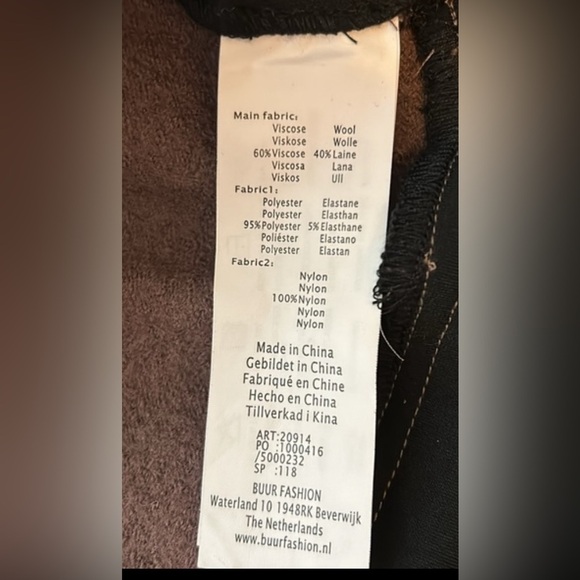 Main fabric:
Viscose Wool
Viskose Wolle
60%Viscose 40%Laine
Viscosa Lana
Viskos Ull
Fabric1:
Polyester Elastane
Polyester Elasthan
95%Polyester 5%Elasthane
Poliéster Elastano
Polyester Elastan
Fabric2:
Nylon
Nylon
100%Nylon
Nylon
Nylon
Made in China
Gebildet in China
Fabriqué en Chine
Hecho en China
Tillverkad i Kina
ART:20914
PO :1000416
/5000232
SP :118
BUUR FASHION
Waterland 10 1948RK Beverwijk
The Netherlands
www.buurfashion.nl